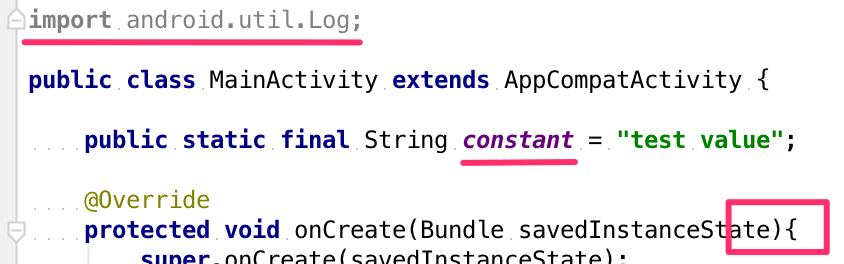 import android.util.Log;
public class MainActivity extends AppCompatActivity {
public static final String constant = "test value";
@Override
protected void onCreate(Bundle savedInstanceState){
super.onCreate(savedInstanceState);